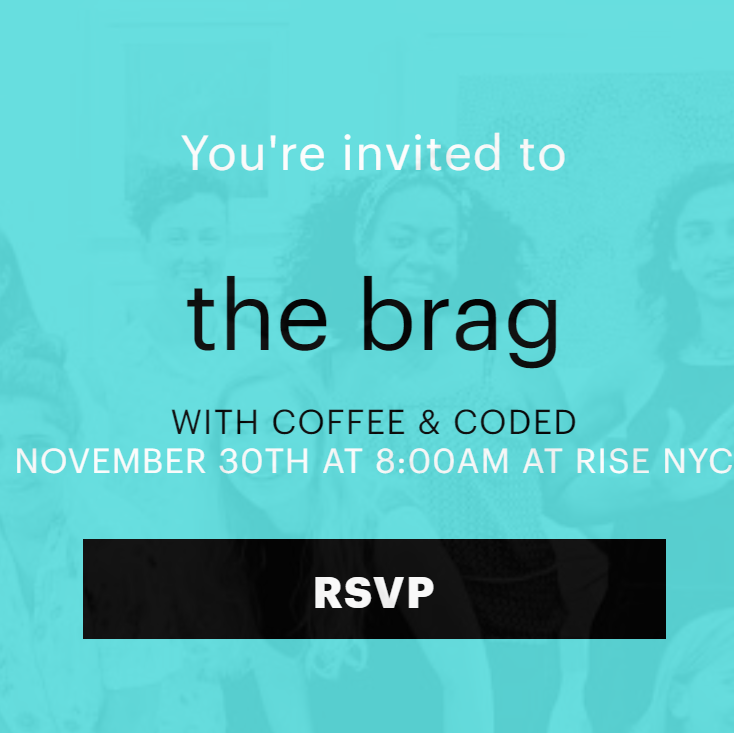 You're invited to
the brag
WITH COFFEE & CODED
NOVEMBER 30TH AT 8:00AM AT RISE NYC
RSVP